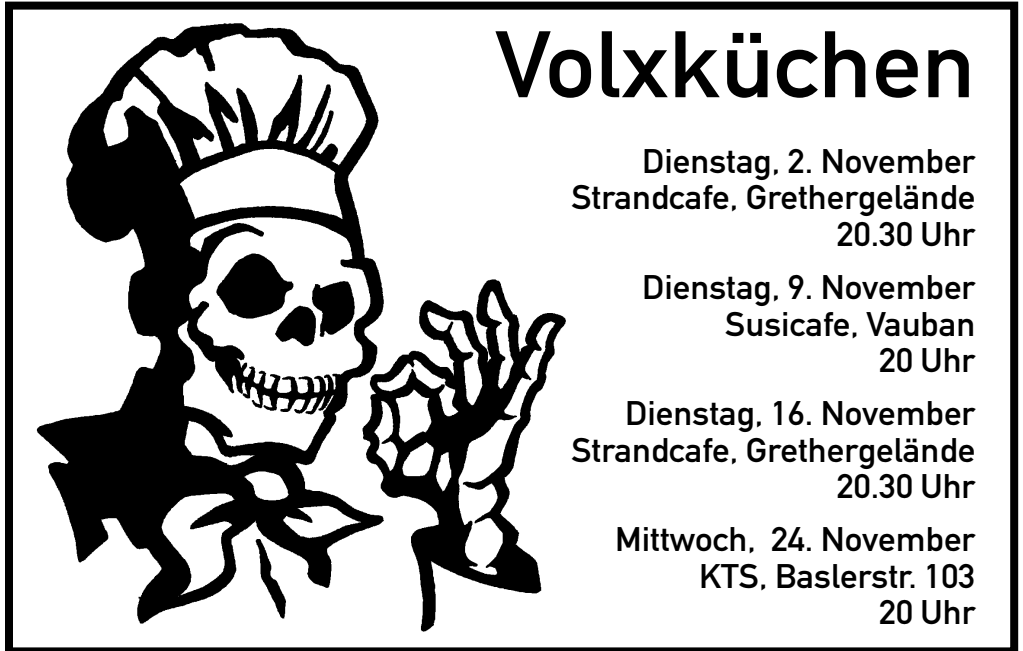 Volxküchen
Dienstag, 2. November
Strandcafe, Grethergelände
20.30 Uhr
Dienstag, 9. November
Susicafe, Vauban
20 Uhr
Dienstag, 16. November
Strandcafe, Grethergelände
20.30 Uhr
Mittwoch, 24. November
KTS, Baslerstr. 103
20 Uhr